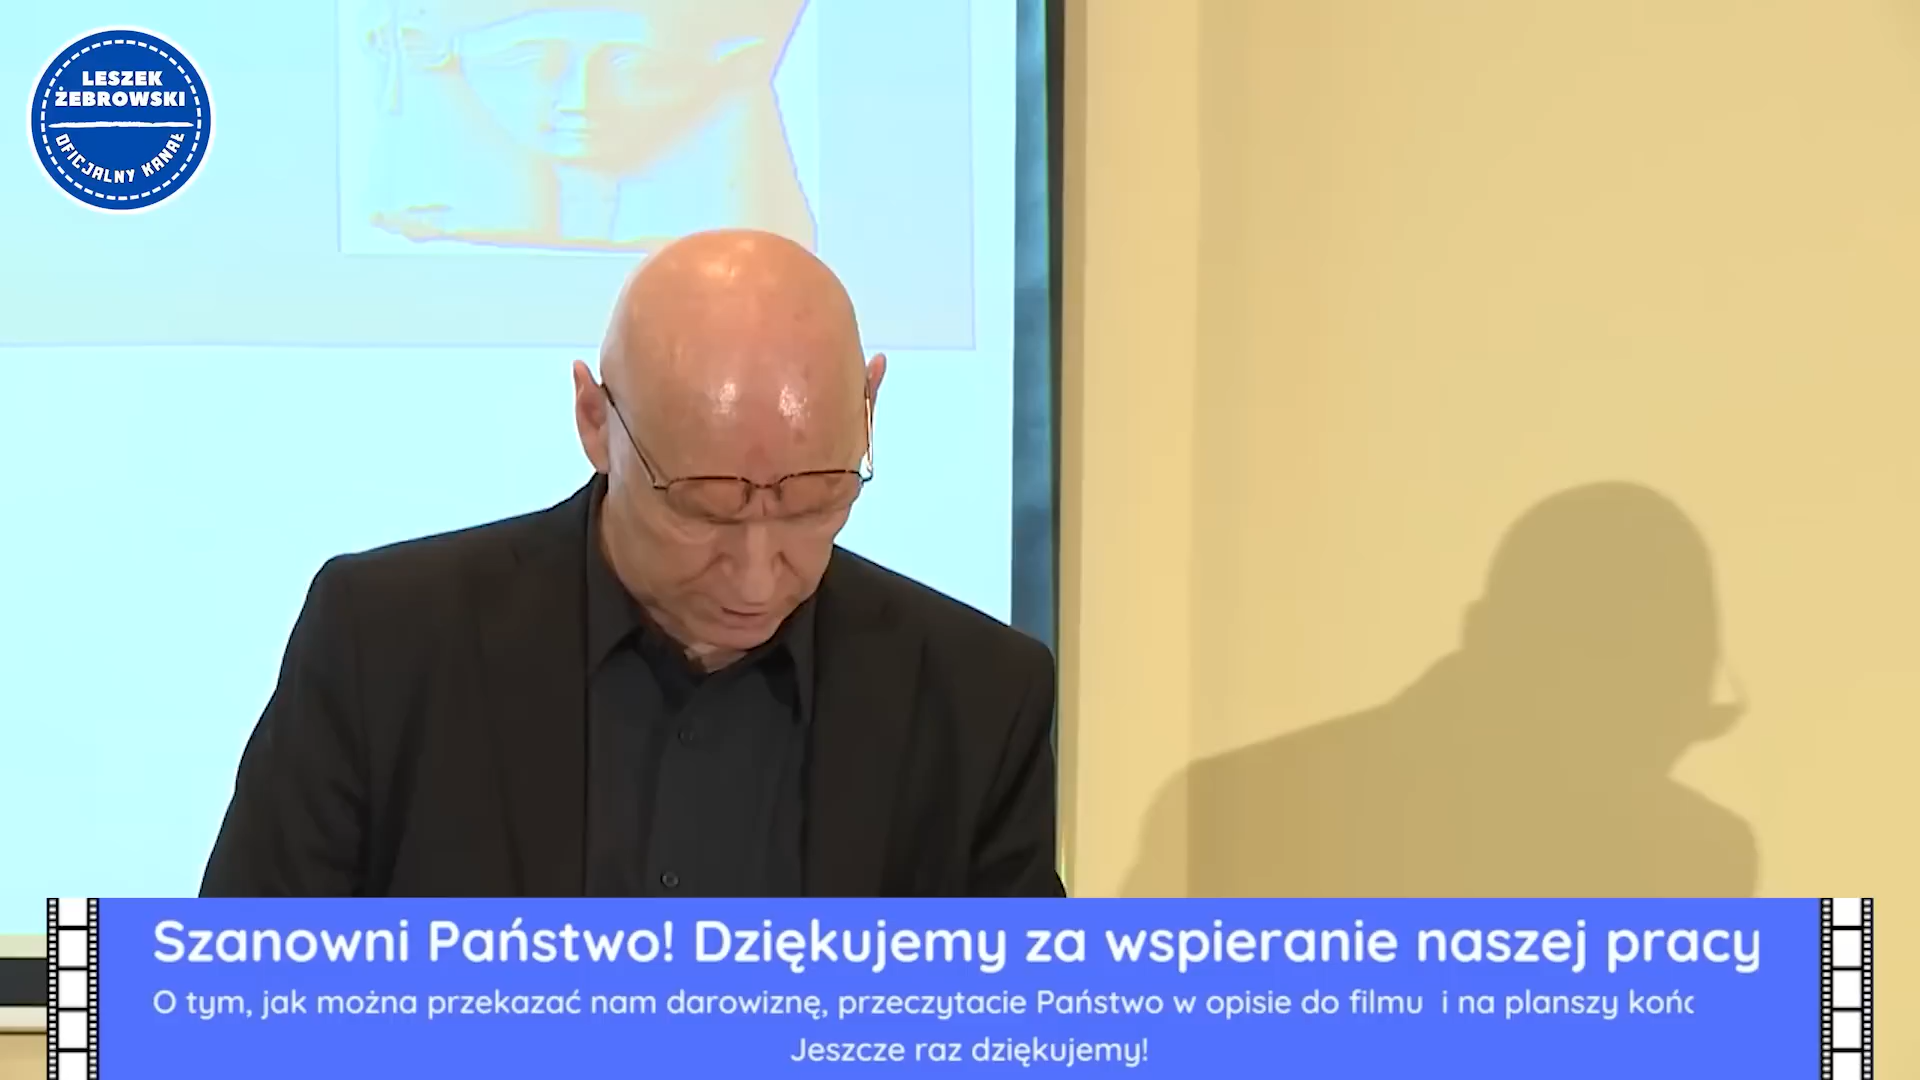 LESZEK
ŻEBROWSKI
OFICJALNY KANAŁ
Szanowni Państwo! Dziękujemy za wspieranie naszej pracy
O tym, jak można przekazać nam darowiznę, przeczytacie Państwo w opisie do filmu i na planszy końc
Jeszcze raz dziękujemy!